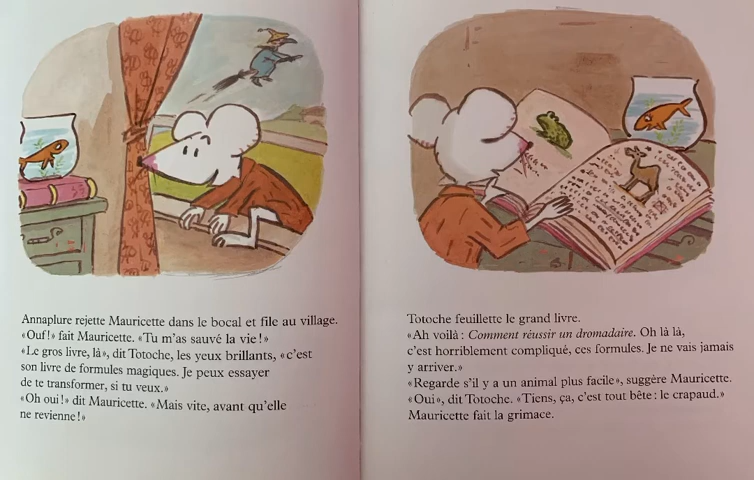 Annaplure rejette Mauricette dans le bocal et file au village.
«Ouf!» fait Mauricette. «Tu m'as sauvé la vie!»
«Le gros livre, là», dit Totoche, les yeux brillants, «c'est
son livre de formules magiques. Je peux essayer
de te transformer, si tu veux.»
«Oh oui!» dit Mauricette. «Mais vite, avant qu'elle
ne revienne!»
Totoche feuillette le grand livre.
«Ah voilà: Comment réussir un dromadaire. Oh là là,
c'est horriblement compliqué, ces formules. Je ne vais jamais
y arriver.»
«Regarde s'il y a un animal plus facile», suggère Mauricette.
«Oui», dit Totoche. «Tiens, ça, c'est tout bête: le crapaud.»
Mauricette fait la grimace.